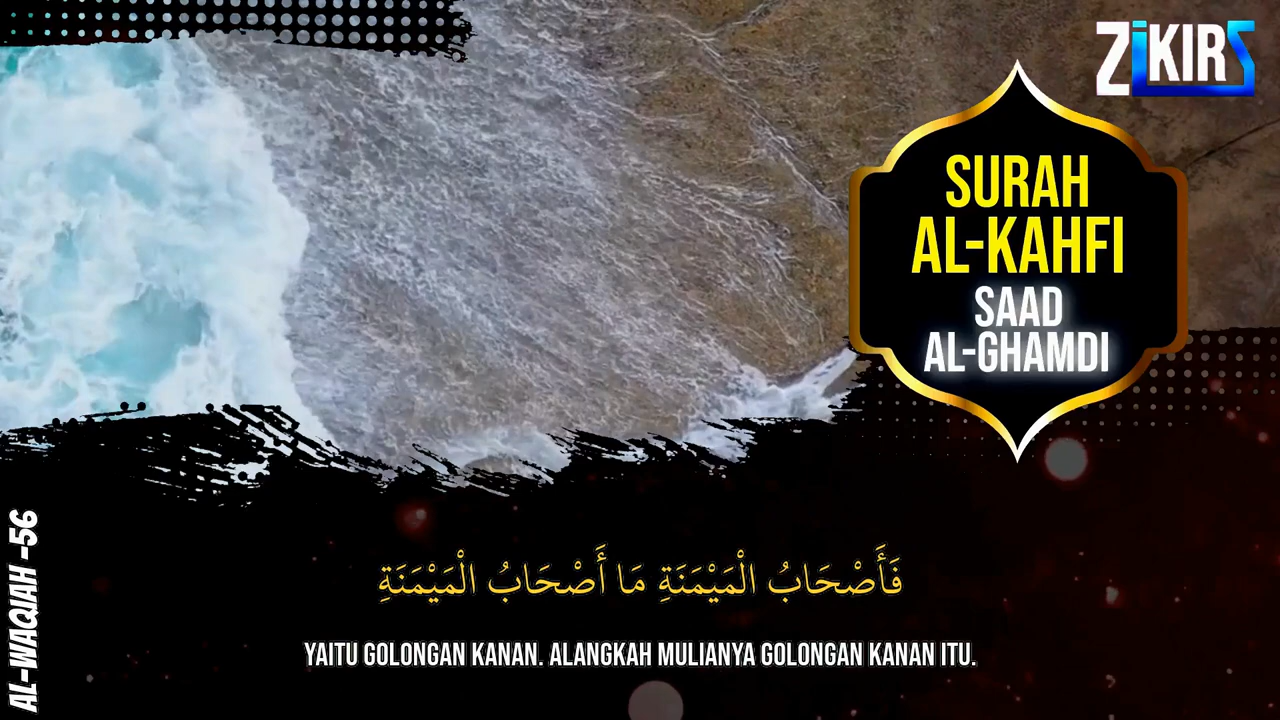 ZiKIRS
SURAH
AL-KAHFI
SAAD
AL-GHAMDI
فَأَصْحَابُ الْمَيْمَنَةِ مَا أَصْحَابُ الْمَيْمَنَةِ
YAITU GOLONGAN KANAN. ALANGKAH MULIANYA GOLONGAN KANAN ITU.
AL-WAQIAH -56